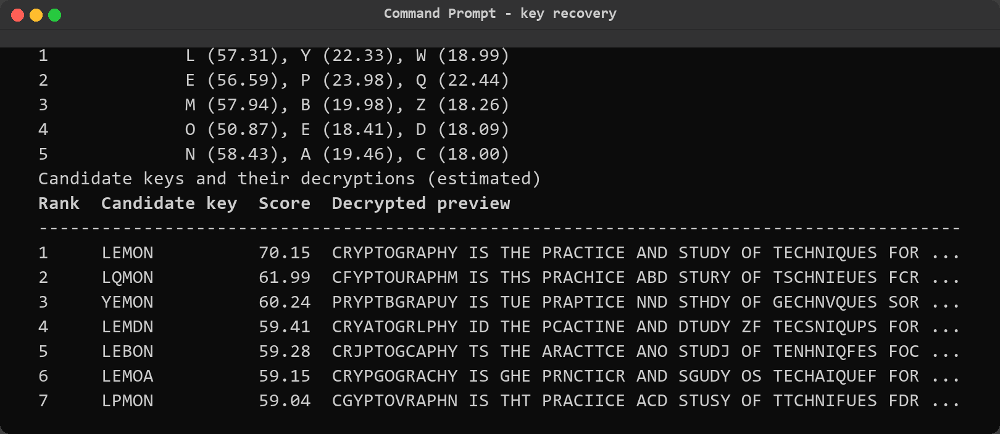 Command Prompt - key recovery
1 L (57.31), Y (22.33), W (18.99)
2 E (56.59), P (23.98), Q (22.44)
3 M (57.94), B (19.98), Z (18.26)
4 O (50.87), E (18.41), D (18.09)
5 N (58.43), A (19.46), C (18.00)
Candidate keys and their decryptions (estimated)
Rank Candidate key Score Decrypted preview
----------------------------------------------------------------------------------------
1 LEMON 70.15 CRYPTOGRAPHY IS THE PRACTICE AND STUDY OF TECHNIQUES FOR ...
2 LQMON 61.99 CFYPTOURAPHM IS THS PRACHICE ABD STURY OF TSCHNIEUES FCR ...
3 YEMON 60.24 PRYPTBGRAPUY IS TUE PRAPTICE NND STHDY OF GECHNVQUES SOR ...
4 LEMDN 59.41 CRYATOGRLPHY ID THE PCACTINE AND DTUDY ZF TECSNIQUPS FOR ...
5 LEBON 59.28 CRJPTOGCAPHY TS THE ARACTTCE ANO STUDJ OF TENHNIQFES FOC ...
6 LEMOA 59.15 CRYPGOGRACHY IS GHE PRNCTICR AND SGUDY OS TECHAIQUEF FOR ...
7 LPMON 59.04 CGYPTOVRAPHN IS THT PRACIICE ACD STUSY OF TTCHNIFUES FDR ...